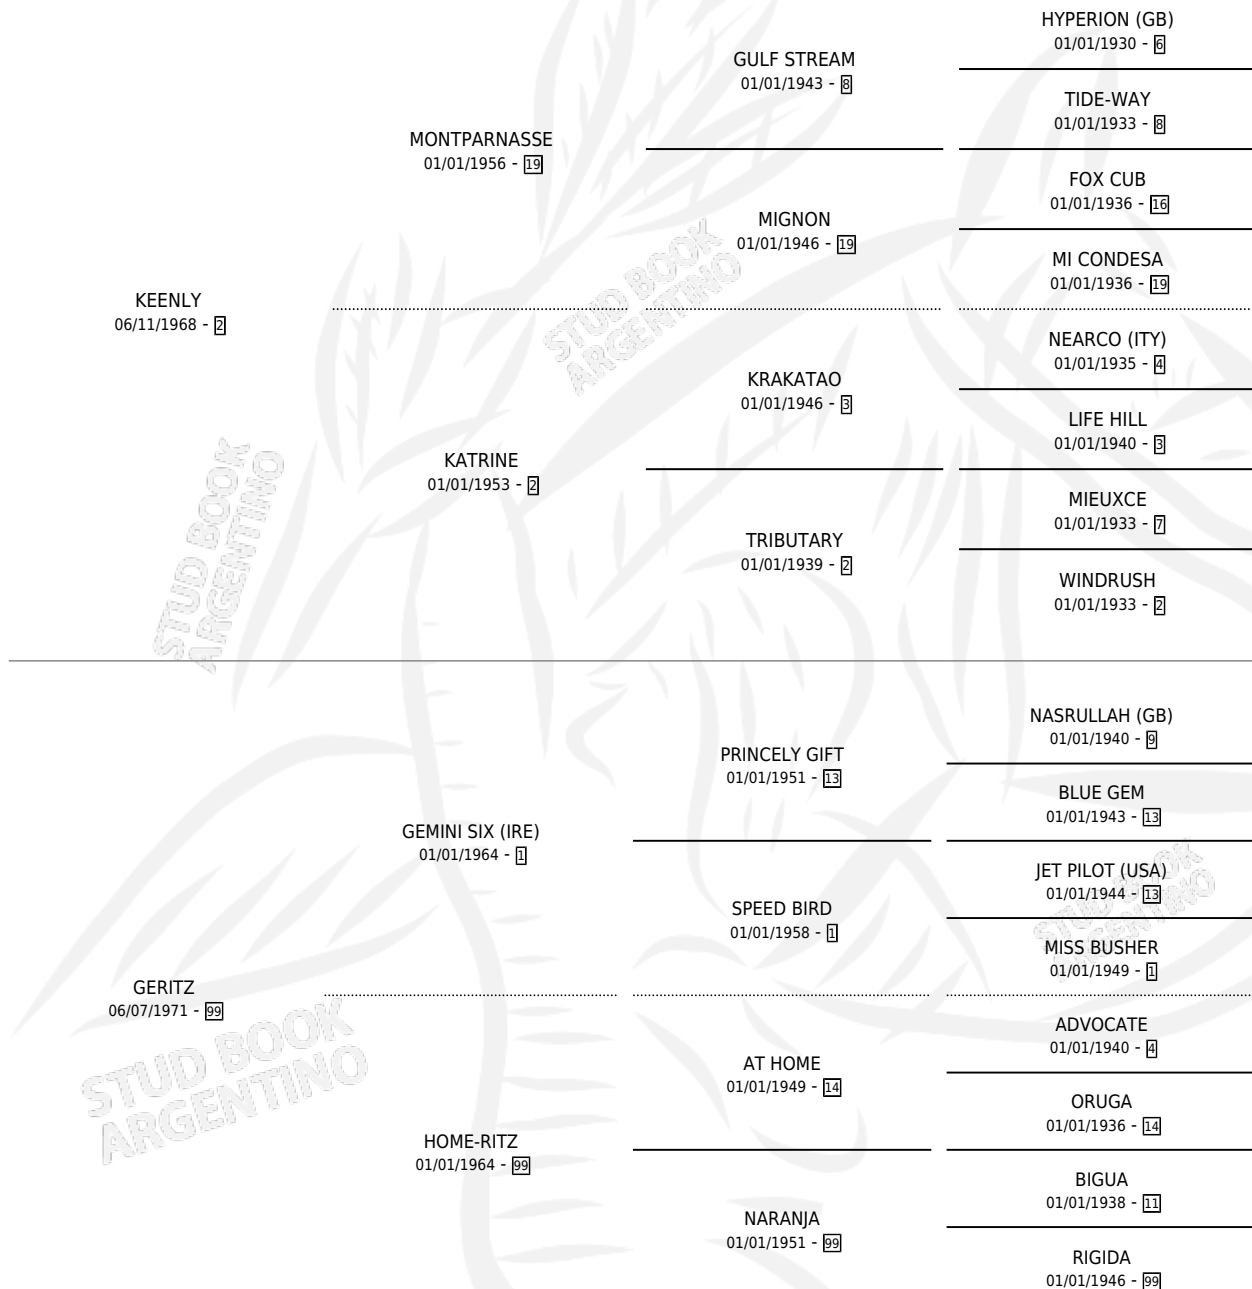 HYPERION (GB)
01/01/1930 - 6
GULF STREAM
01/01/1943 - 8
TIDE-WAY
01/01/1933 - 8
MONTPARNASSE
01/01/1956 - 19
FOX CUB
01/01/1936 - 16
MIGNON
01/01/1946 - 19
MI CONDESA
01/01/1936 - 19
KEENLY
06/11/1968 - 2
NEARCO (ITY)
01/01/1935 - 4
KRAKATAO
01/01/1946 - 3
LIFE HILL
01/01/1940 - 3
KATRINE
01/01/1953 - 2
MIEUXCE
01/01/1933 - 7
TRIBUTARY
01/01/1939 - 2
WINDRUSH
01/01/1933 - 2
STUD BOOK
ARGENTINO
STUD BOOK
ARGENTINO
NASRULLAH (GB)
01/01/1940 - 9
PRINCELY GIFT
01/01/1951 - 13
BLUE GEM
01/01/1943 - 13
GEMINI SIX (IRE)
01/01/1964 - 1
JET PILOT (USA)
01/01/1944 - 13
SPEED BIRD
01/01/1958 - 1
MISS BUSHER
01/01/1949 - 1
STUD BOOK
ARGENTINO
GERITZ
06/07/1971 - 99
ADVOCATE
01/01/1940 - 4
AT HOME
01/01/1949 - 14
ORUGA
01/01/1936 - 14
HOME-RITZ
01/01/1964 - 99
BIGUA
01/01/1938 - 11
NARANJA
01/01/1951 - 99
RIGIDA
01/01/1946 - 99
STUD BOOK
ARGENTINO